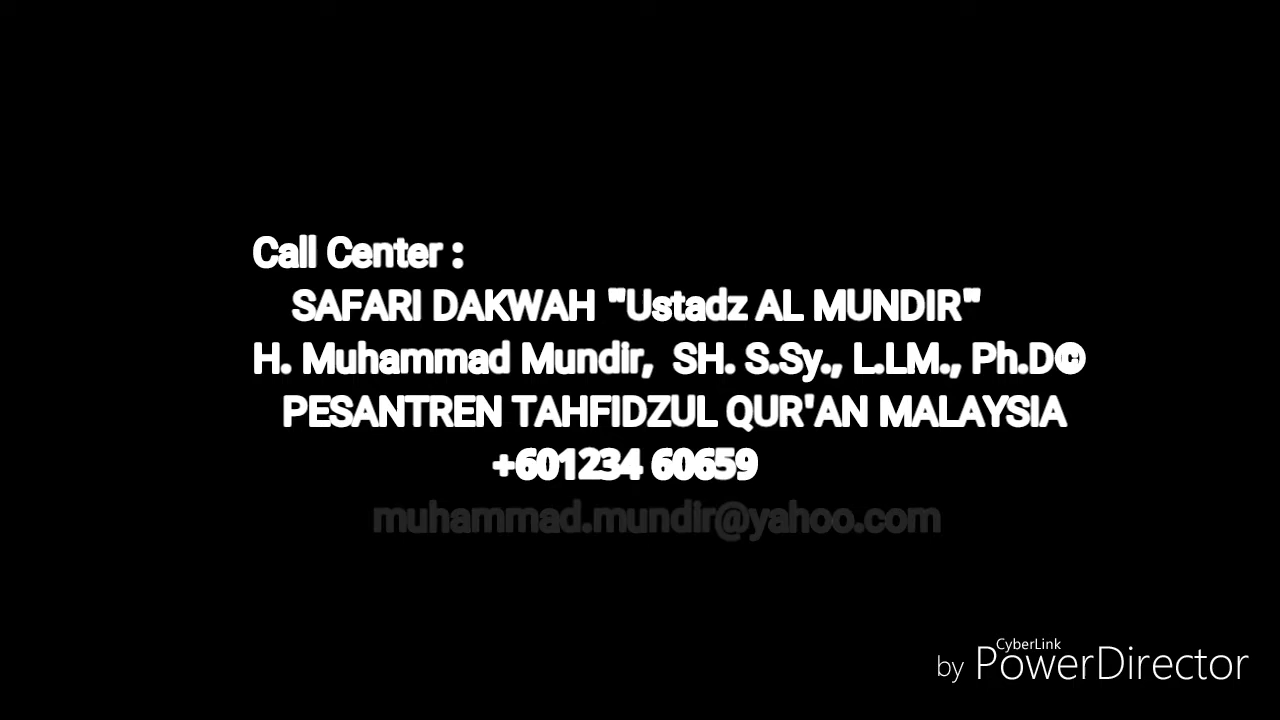 Call Center :
SAFARI DAKWAH "Ustadz AL MUNDIR"
H. Muhammad Mundir, SH. S.Sy., L.LM., Ph.D©
PESANTREN TAHFIDZUL QUR'AN MALAYSIA
+601234 60659
muhammad.mundir@yahoo.com
CyberLink
by PowerDirector